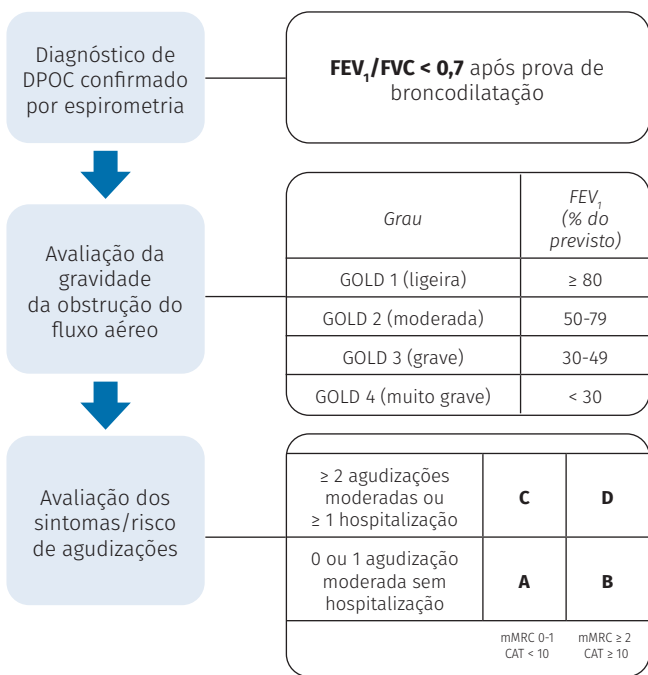 Diagnóstico de
DPOC confirmado
por espirometria
FEV₁/FVC < 0,7 após prova de
broncodilatação
Avaliação da
gravidade
da obstrução do
fluxo aéreo
Grau
FEV₁
(% do
previsto)
GOLD 1 (ligeira)
≥ 80
GOLD 2 (moderada)
50-79
GOLD 3 (grave)
30-49
GOLD 4 (muito grave)
< 30
Avaliação dos
sintomas/risco
de agudizações
≥ 2 agudizações
moderadas ou
≥ 1 hospitalização
C
D
0 ou 1 agudização
moderada sem
hospitalização
A
B
mMRC 0-1
CAT < 10
mMRC ≥ 2
CAT ≥ 10